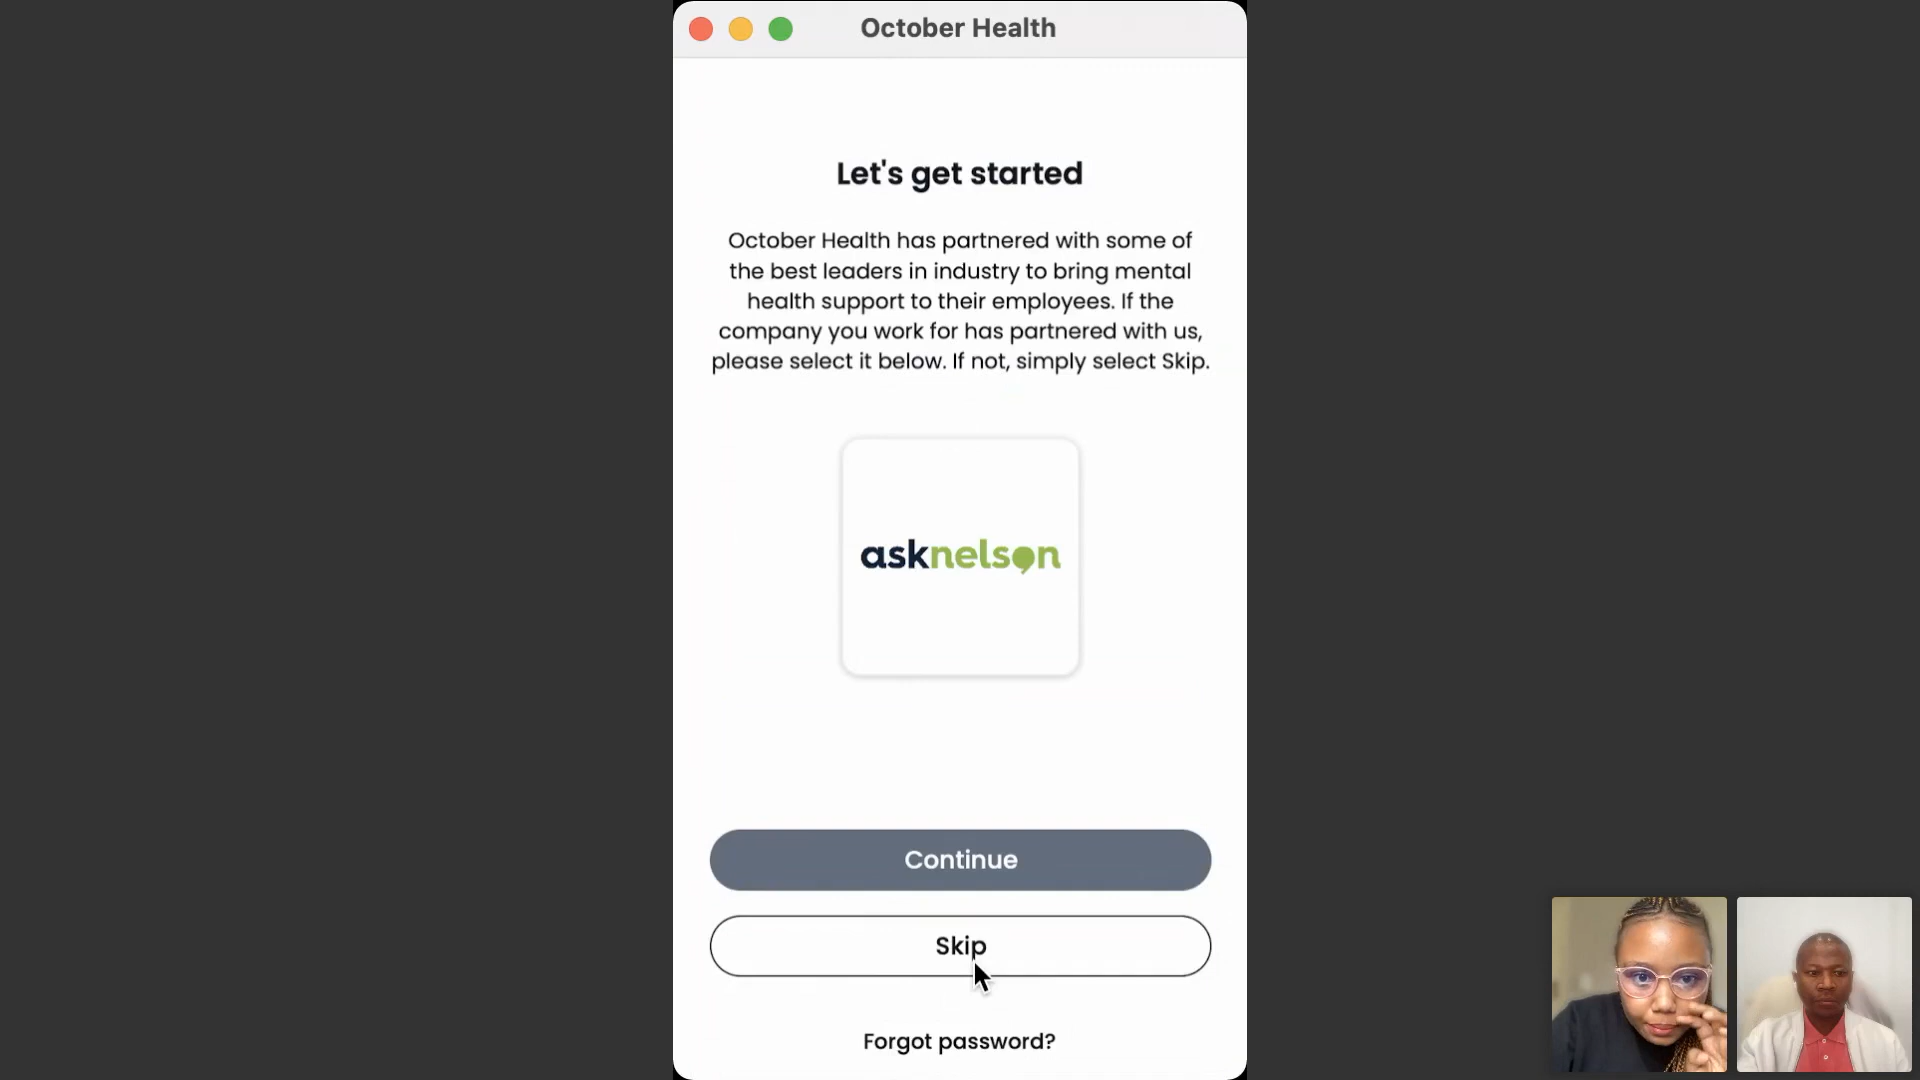 October Health
Let's get started
October Health has partnered with some of
the best leaders in industry to bring mental
health support to their employees. If the
company you work for has partnered with us,
please select it below. If not, simply select Skip.
asknelson
Continue
Skip
Forgot password?